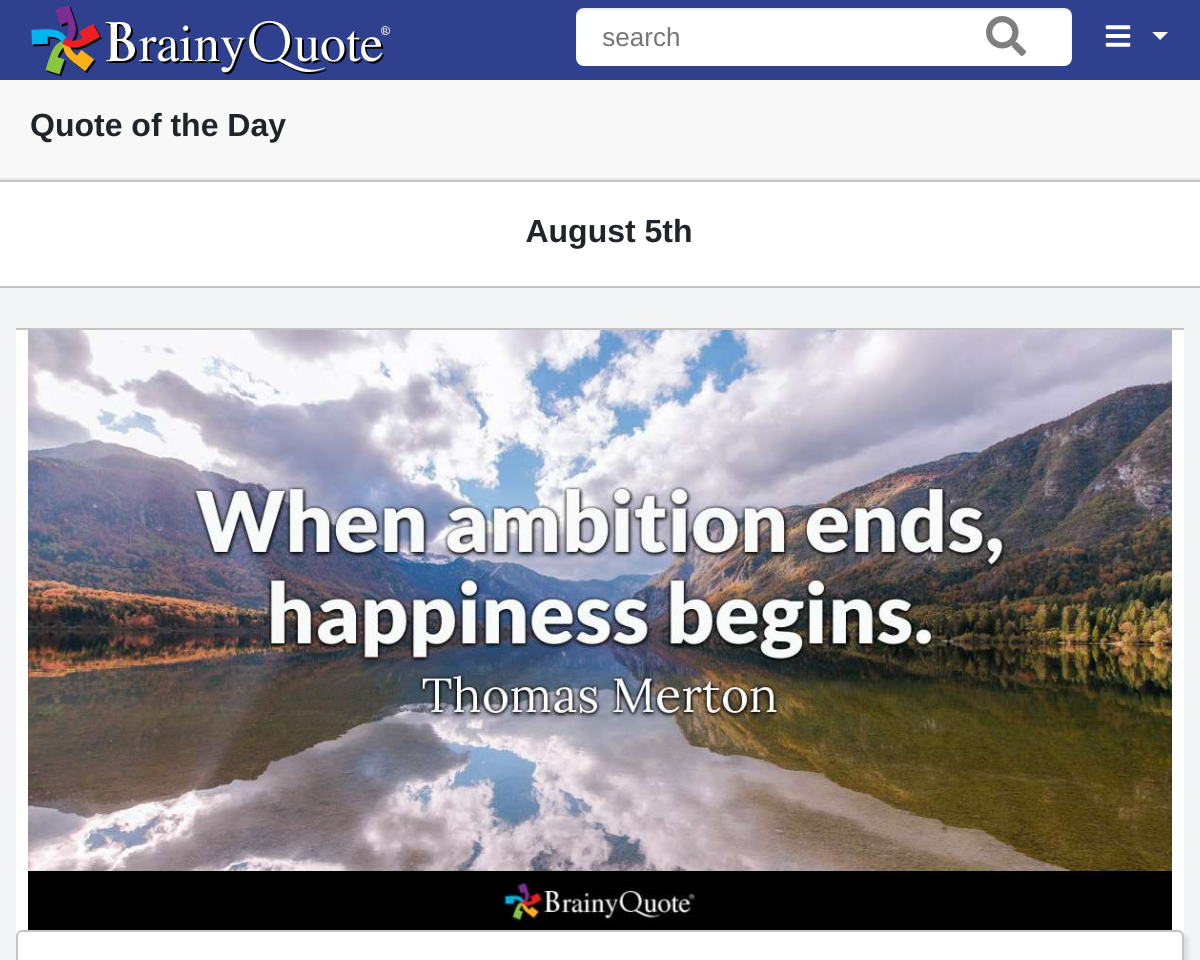 BrainyQuote®
search
Quote of the Day
August 5th
When ambition ends,
happiness begins.
Thomas Merton
BrainyQuote®